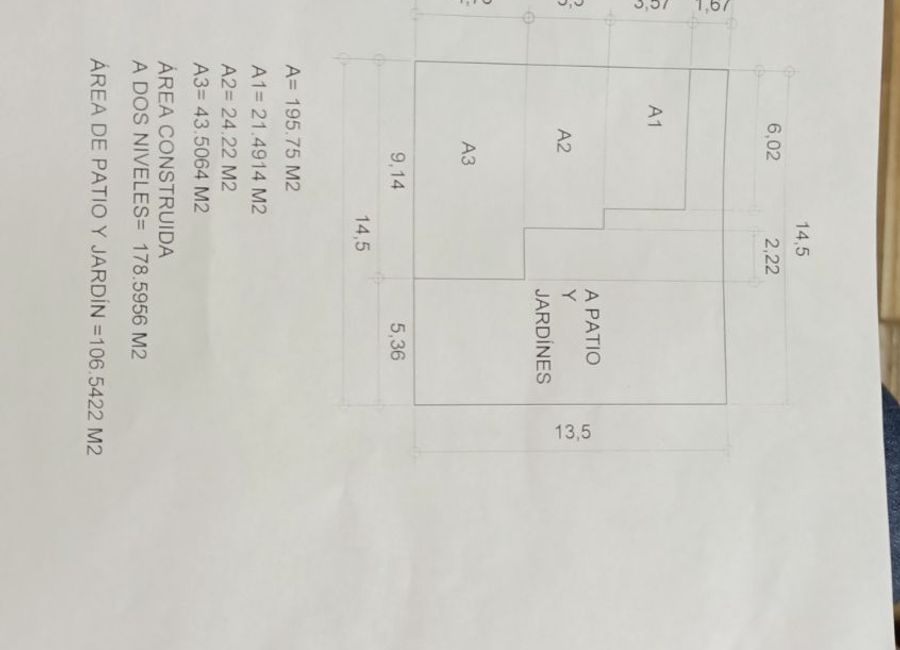 1,67
3,57
A1
A2
A3
6,02
2,22
14,5
A PATIO
Y
JARDÍNES
13,5
9,14
5,36
14,5
A= 195.75 M2
A1= 21.4914 M2
A2= 24.22 M2
A3= 43.5064 M2
ÁREA CONSTRUIDA
A DOS NIVELES= 178.5956 M2
ÁREA DE PATIO Y JARDÍN =106.5422 M2